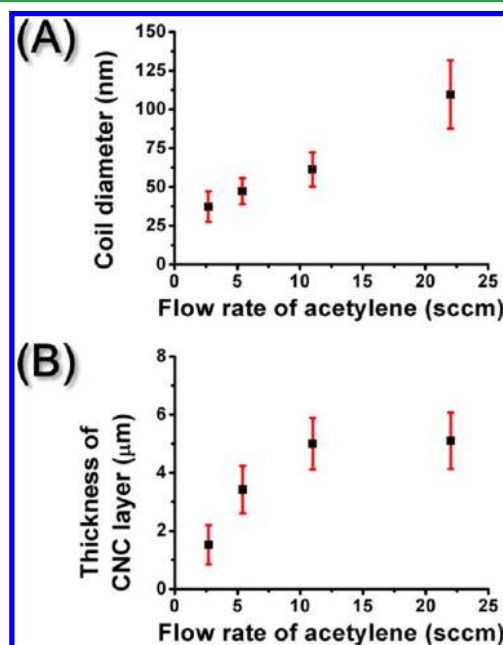 (A)
150
125
100
75
50
25
0
Coil diameter (nm)
0 5 10 15 20 25
Flow rate of acetylene (sccm)
(B)
8
6
4
2
0
Thickness of
CNC layer (μm)
0 5 10 15 20 25
Flow rate of acetylene (sccm)